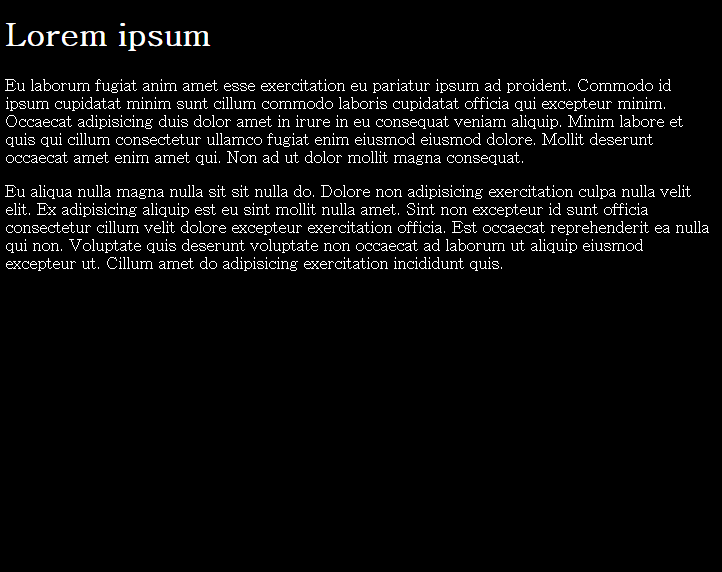 Lorem ipsum
Eu laborum fugiat anim amet esse exercitation eu pariatur ipsum ad proident. Commodo id
ipsum cupidatat minim sunt cillum commodo laboris cupidatat officia qui excepteur minim.
Occaecat adipisicing duis dolor amet in irure in eu consequat veniam aliquip. Minim labore et
quis qui cillum consectetur ullamco fugiat enim eiusmod eiusmod dolore. Mollit deserunt
occaecat amet enim amet qui. Non ad ut dolor mollit magna consequat.
Eu aliqua nulla magna nulla sit sit nulla do. Dolore non adipisicing exercitation culpa nulla velit
elit. Ex adipisicing aliquip est eu sint mollit nulla amet. Sint non excepteur id sunt officia
consectetur cillum velit dolore excepteur exercitation officia. Est occaecat reprehenderit ea nulla
qui non. Voluptate quis deserunt voluptate non occaecat ad laborum ut aliquip eiusmod
excepteur ut. Cillum amet do adipisicing exercitation incididunt quis.